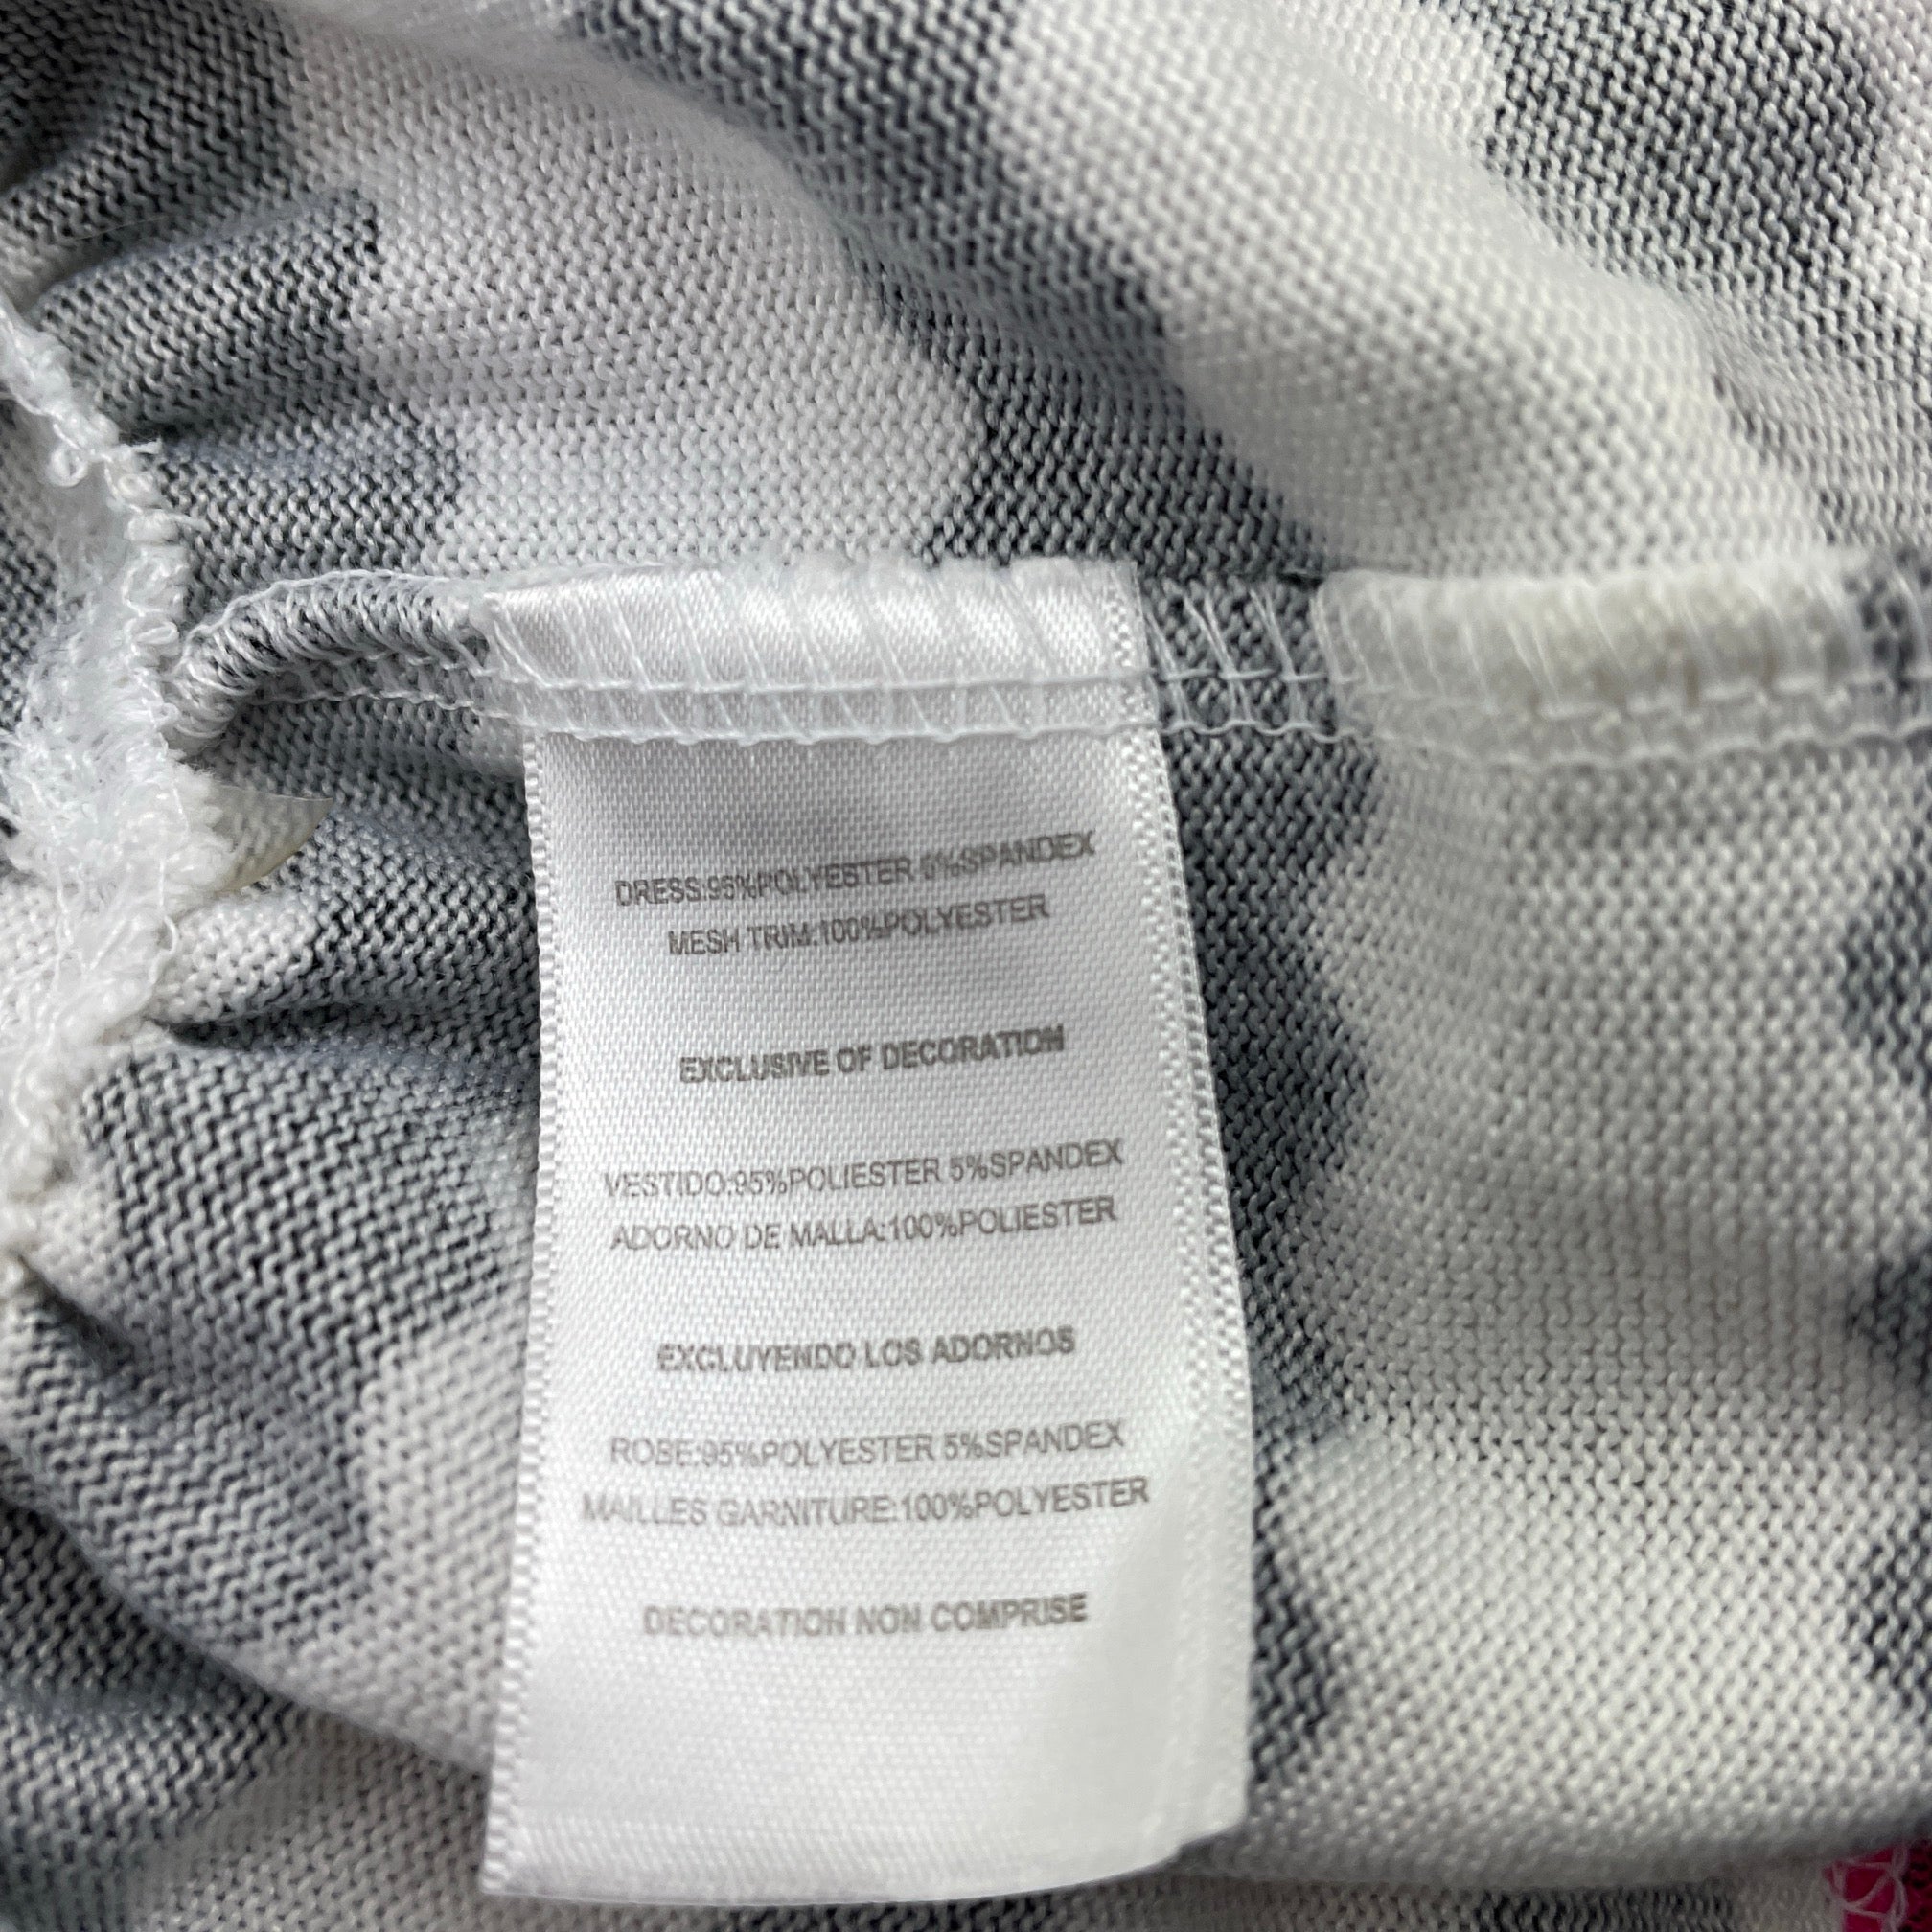 DRESS:95%POLYESTER 5%SPANDEX
MESH TRIM:100%POLYESTER
EXCLUSIVE OF DECORATION
VESTIDO:95%POLIESTER 5%SPANDEX
ADORNO DE MALLA:100%POLIESTER
EXCLUYENDO LOS ADORNOS
ROBE:95%POLYESTER 5%SPANDEX
MAILLES GARNITURE:100%POLYESTER
DECORATION NON COMPRISE